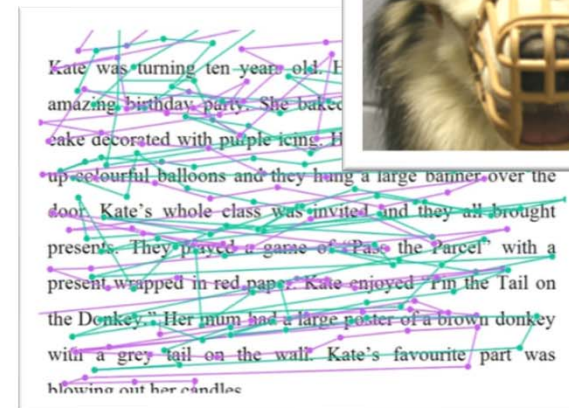 Kate was turning ten years old. H
amazing birthday party. She baked
cake decorated with purple icing. H
up colourful balloons and they hung a large banner over the
door. Kate's whole class was invited and they all brought
presents. They played a game of "Pass the Parcel" with a
present wrapped in red paper. Kate enjoyed "Pin the Tail on
the Donkey." Her mum had a large poster of a brown donkey
with a grey tail on the wall. Kate's favourite part was
blowing out her candles